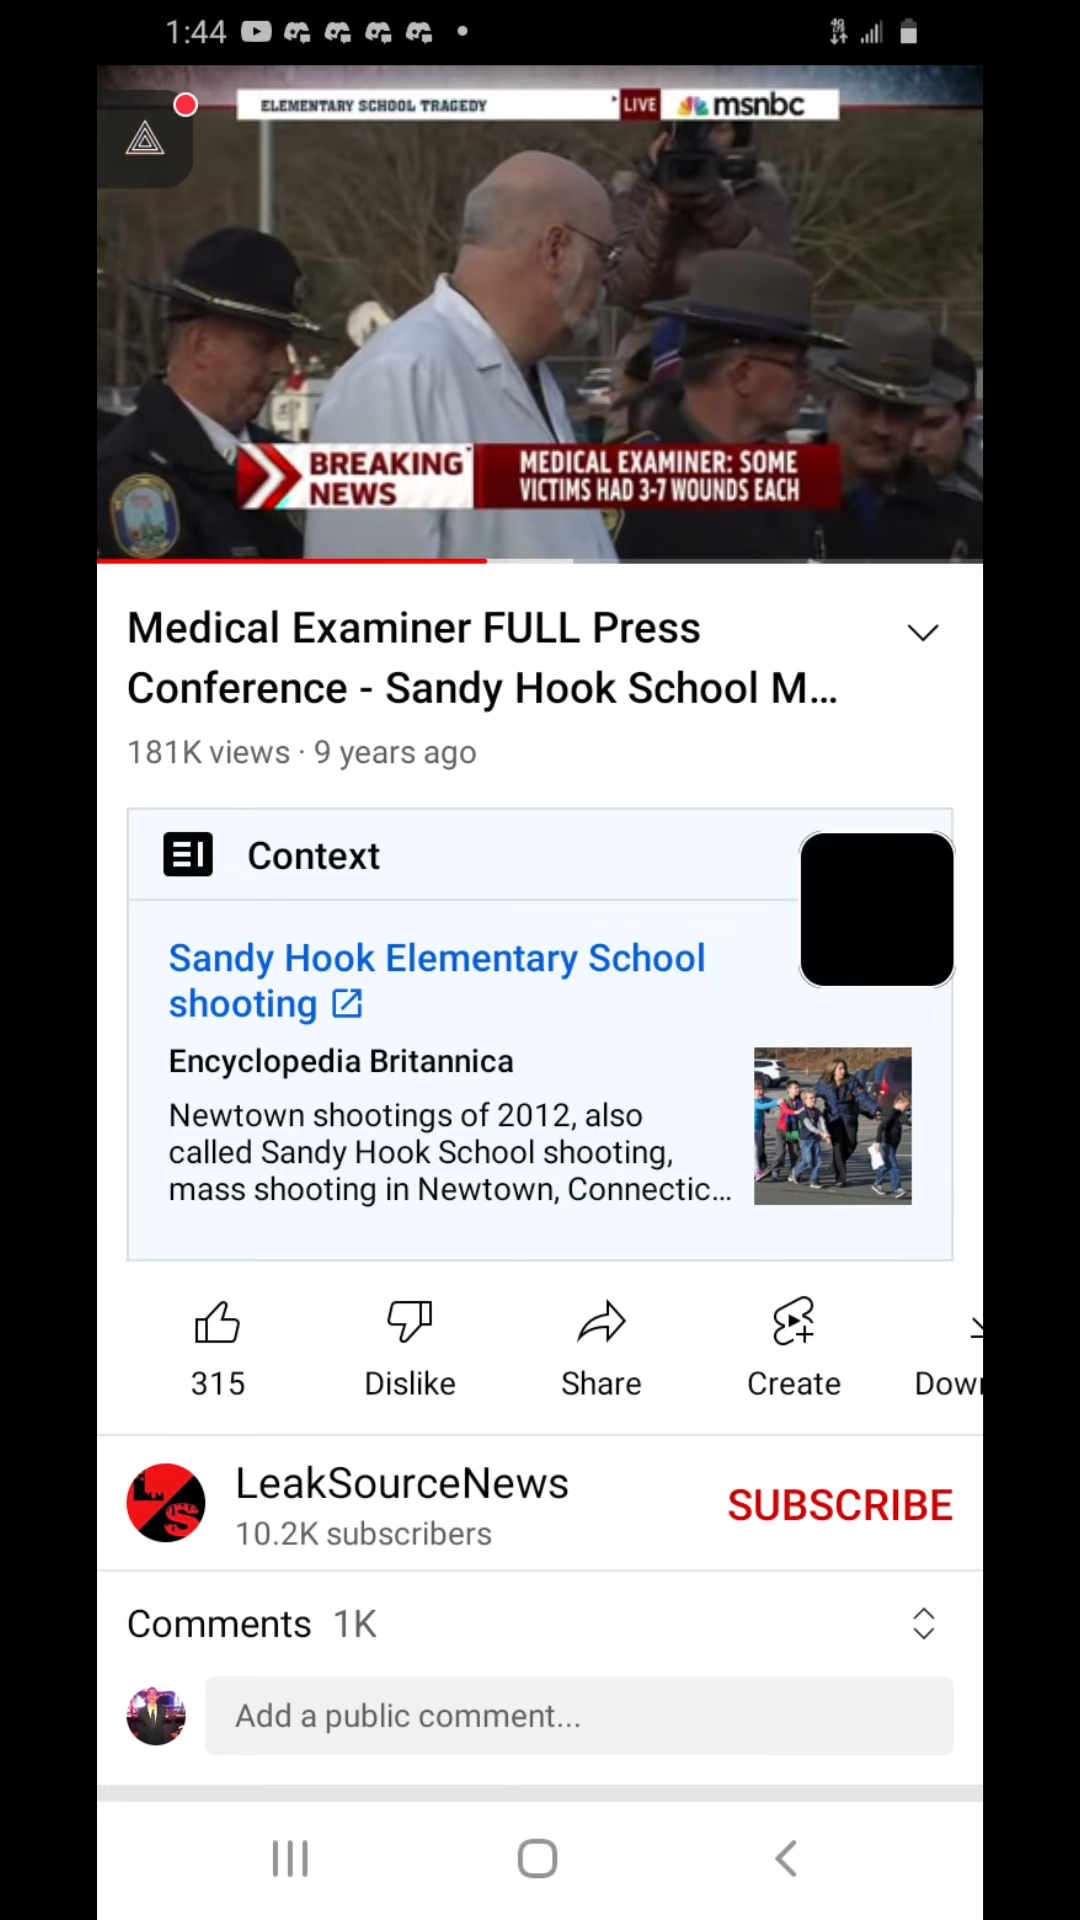 1:44
4G
ELEMENTARY SCHOOL TRAGEDY
LIVE msnbc
BREAKING NEWS
MEDICAL EXAMINER: SOME
VICTIMS HAD 3-7 WOUNDS EACH
Medical Examiner FULL Press
Conference - Sandy Hook School M...
181K views · 9 years ago
Context
Sandy Hook Elementary School
shooting
Encyclopedia Britannica
Newtown shootings of 2012, also
called Sandy Hook School shooting,
mass shooting in Newtown, Connectic...
315 Dislike Share Create Down
LS
LeakSourceNews
10.2K subscribers
SUBSCRIBE
Comments 1K
Add a public comment...